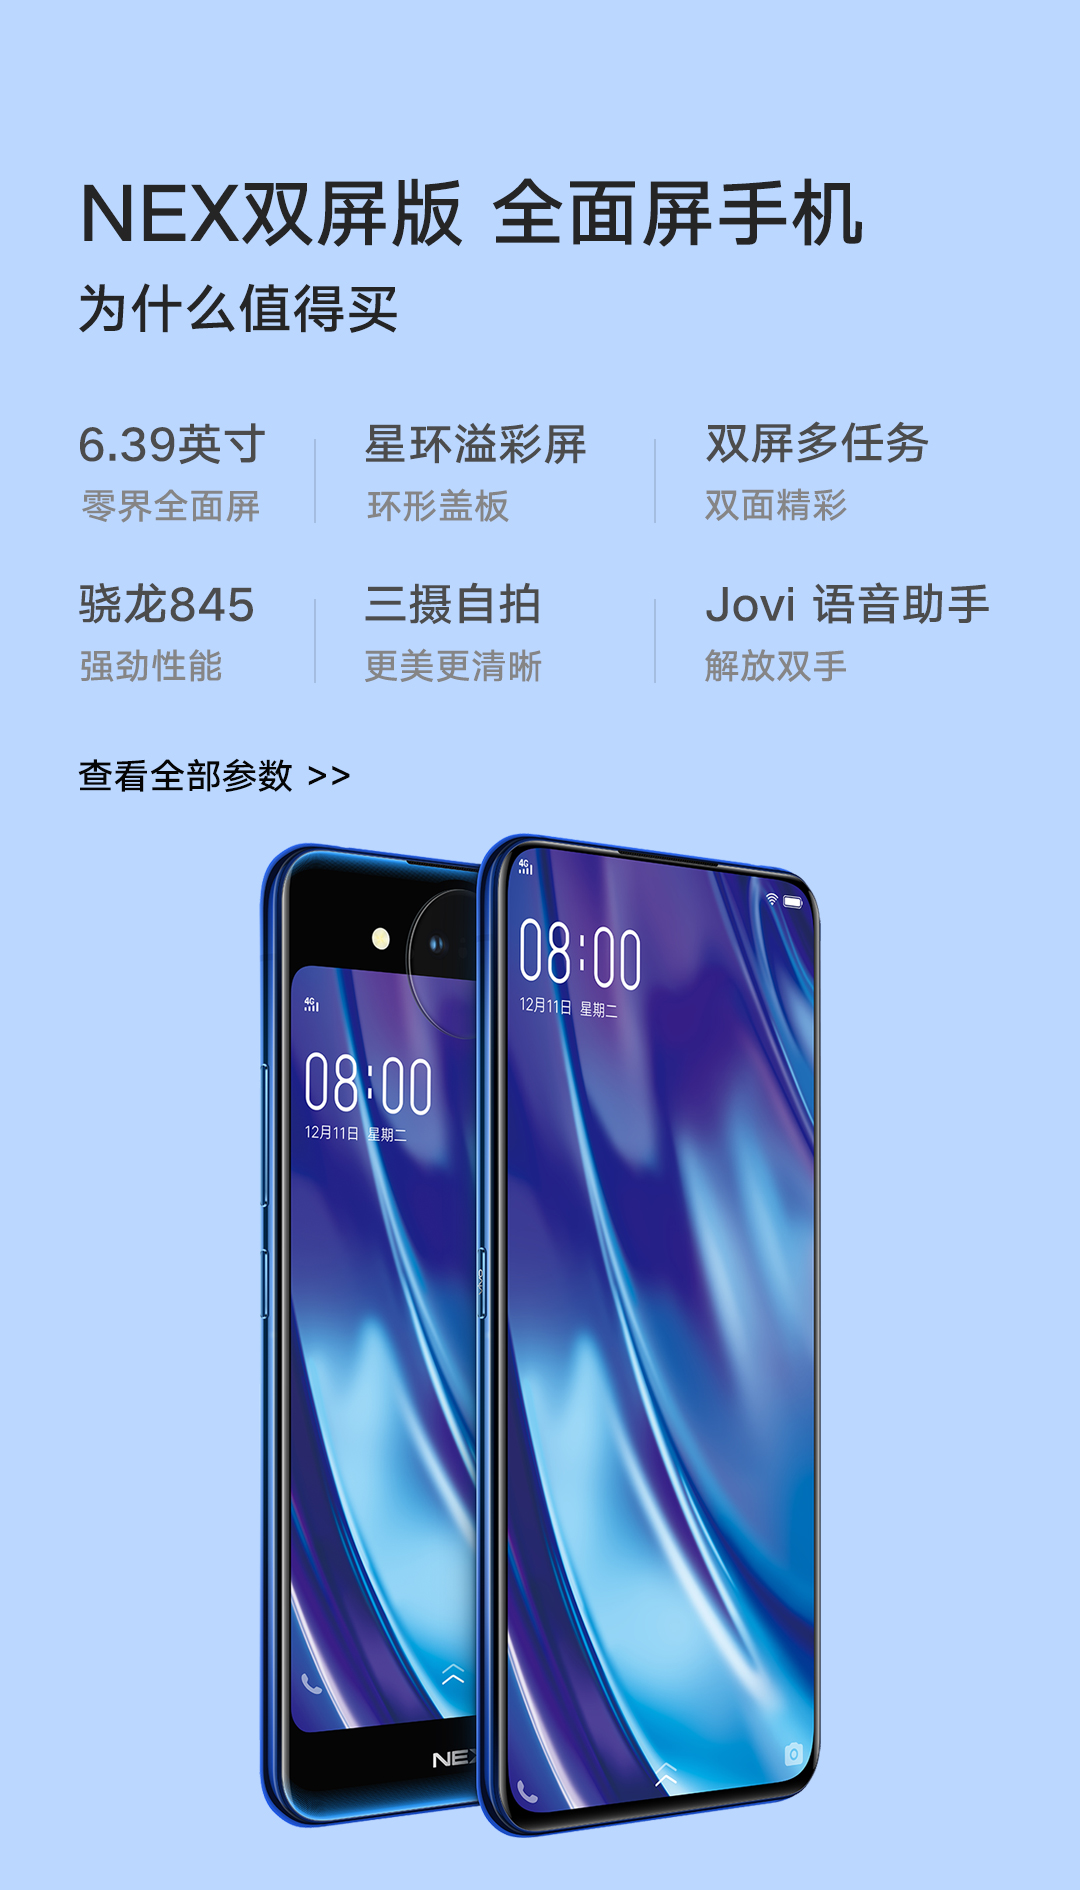 NEX双屏版 全面屏手机
为什么值得买
6.39英寸 星环溢彩屏 双屏多任务
零界全面屏 环形盖板 双面精彩
骁龙845 三摄自拍 Jovi 语音助手
强劲性能 更美更清晰 解放双手
查看全部参数 >>
4G
08:00
12月11日 星期二
NEX
4G
08:00
12月11日 星期二
vivo